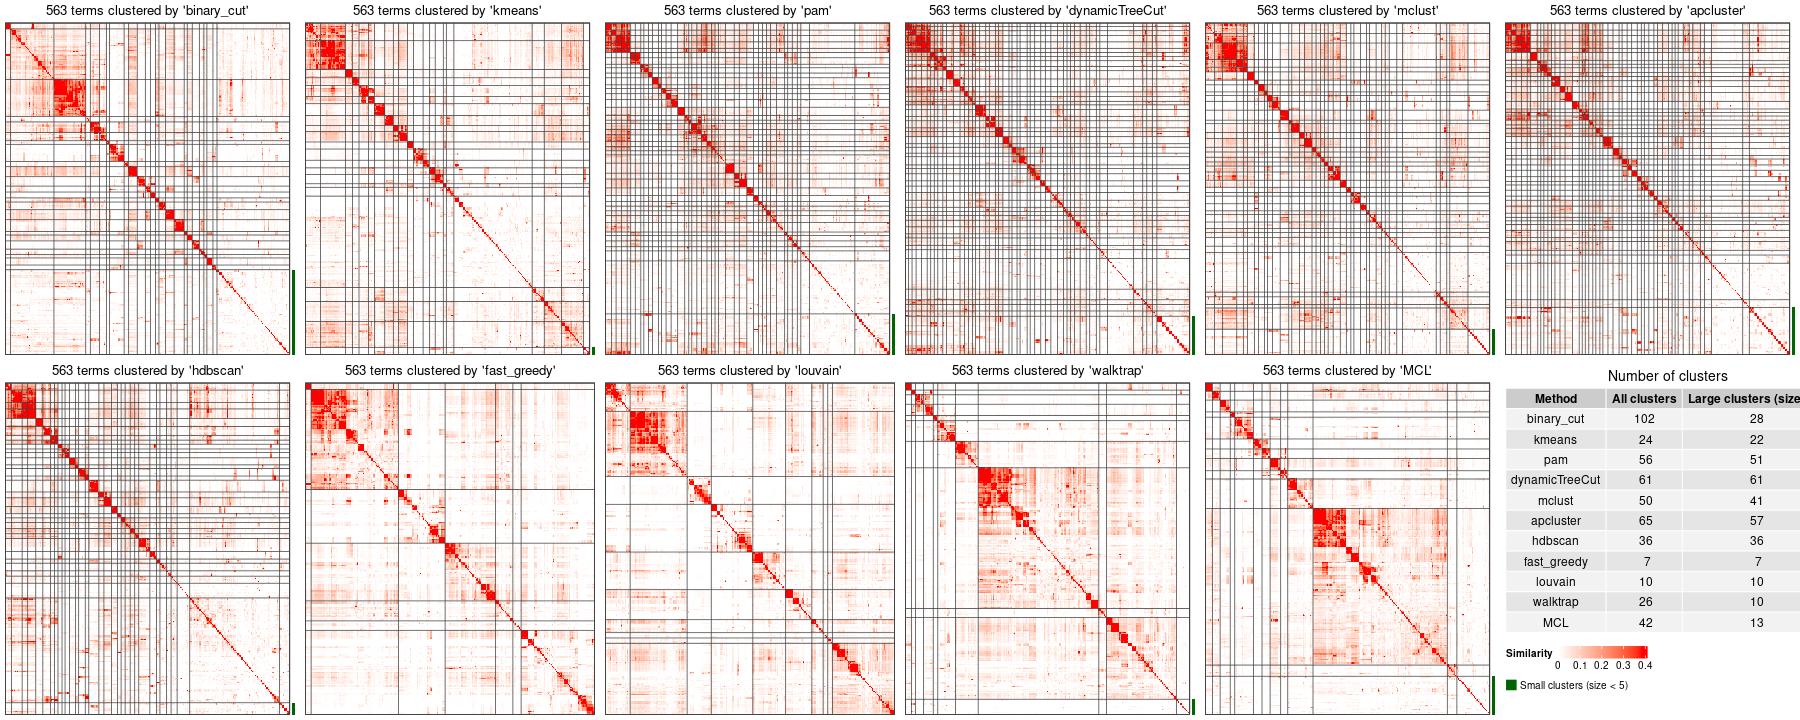 563 terms clustered by 'binary_cut'
563 terms clustered by 'kmeans'
563 terms clustered by 'pam'
563 terms clustered by 'dynamicTreeCut'
563 terms clustered by 'mclust'
563 terms clustered by 'apcluster'
563 terms clustered by 'hdbscan'
563 terms clustered by 'fast_greedy'
563 terms clustered by 'louvain'
563 terms clustered by 'walktrap'
563 terms clustered by 'MCL'
Number of clusters
Method All clusters Large clusters (size
binary_cut 102 28
kmeans 24 22
pam 56 51
dynamicTreeCut 61 61
mclust 50 41
apcluster 65 57
hdbscan 36 36
fast_greedy 7 7
louvain 10 10
walktrap 26 10
MCL 42 13
Similarity
0 0.1 0.2 0.3 0.4
Small clusters (size < 5)